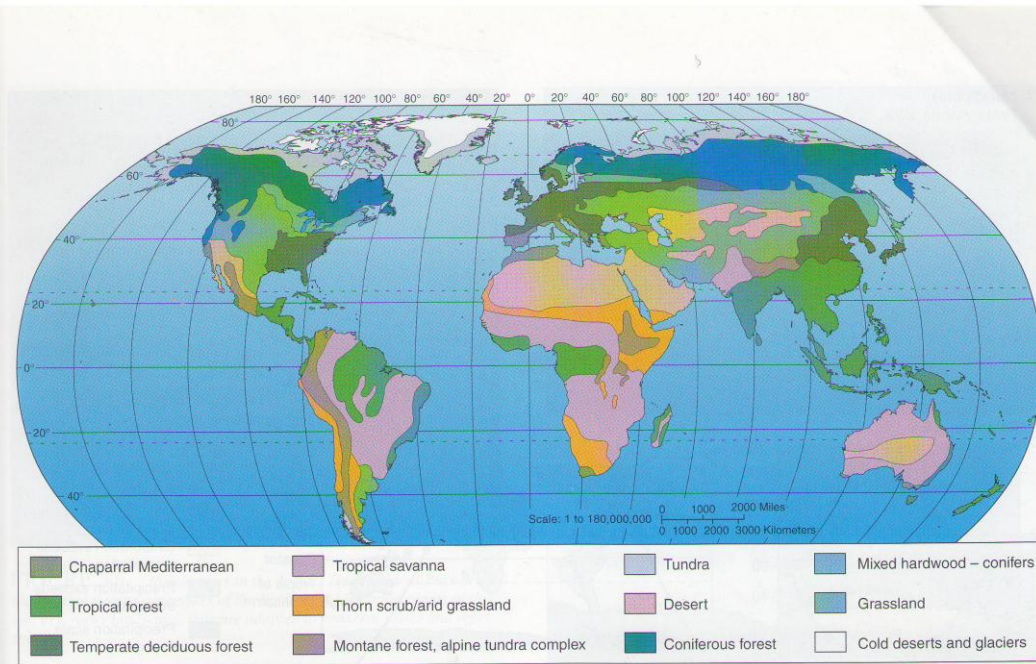 180° 160° 140° 120° 100° 80° 60° 40° 20° 0° 20° 40° 60° 80° 100° 120° 140° 160° 180°
80°
60°
40°
20°
0°
20°
40°
Scale: 1 to 180,000,000
0 1000 2000 Miles
0 1000 2000 3000 Kilometers
Chaparral Mediterranean
Tropical savanna
Tundra
Mixed hardwood – conifers
Tropical forest
Thorn scrub/arid grassland
Desert
Grassland
Temperate deciduous forest
Montane forest, alpine tundra complex
Coniferous forest
Cold deserts and glaciers